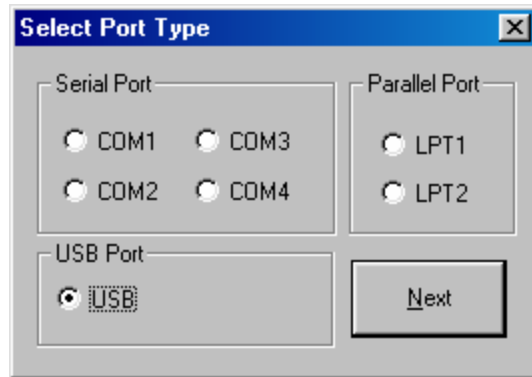 Select Port Type
Serial Port
COM1 COM3
COM2 COM4
Parallel Port
LPT1
LPT2
USB Port
USB
Next